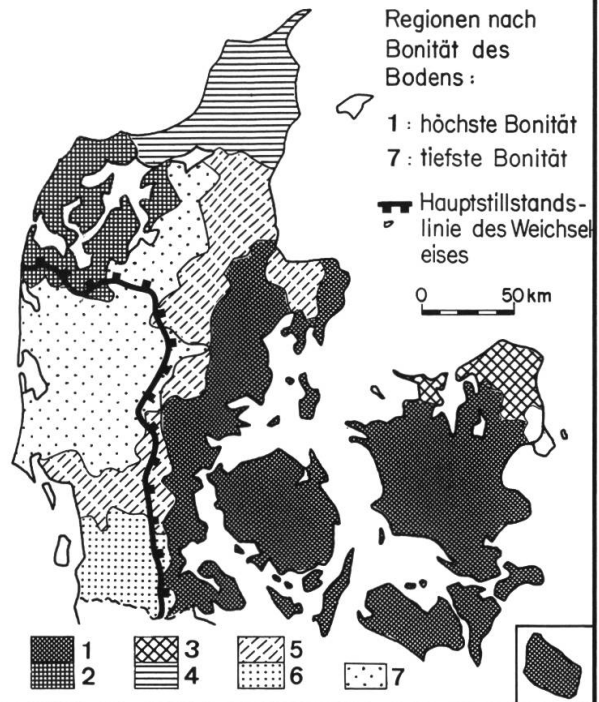 Regionen nach
Bonität des
Bodens :
1 : höchste Bonität
7 : tiefste Bonität
Hauptstillstands-
linie des Weichsel
eises
0 50 km
1 3 5
2 4 6 7